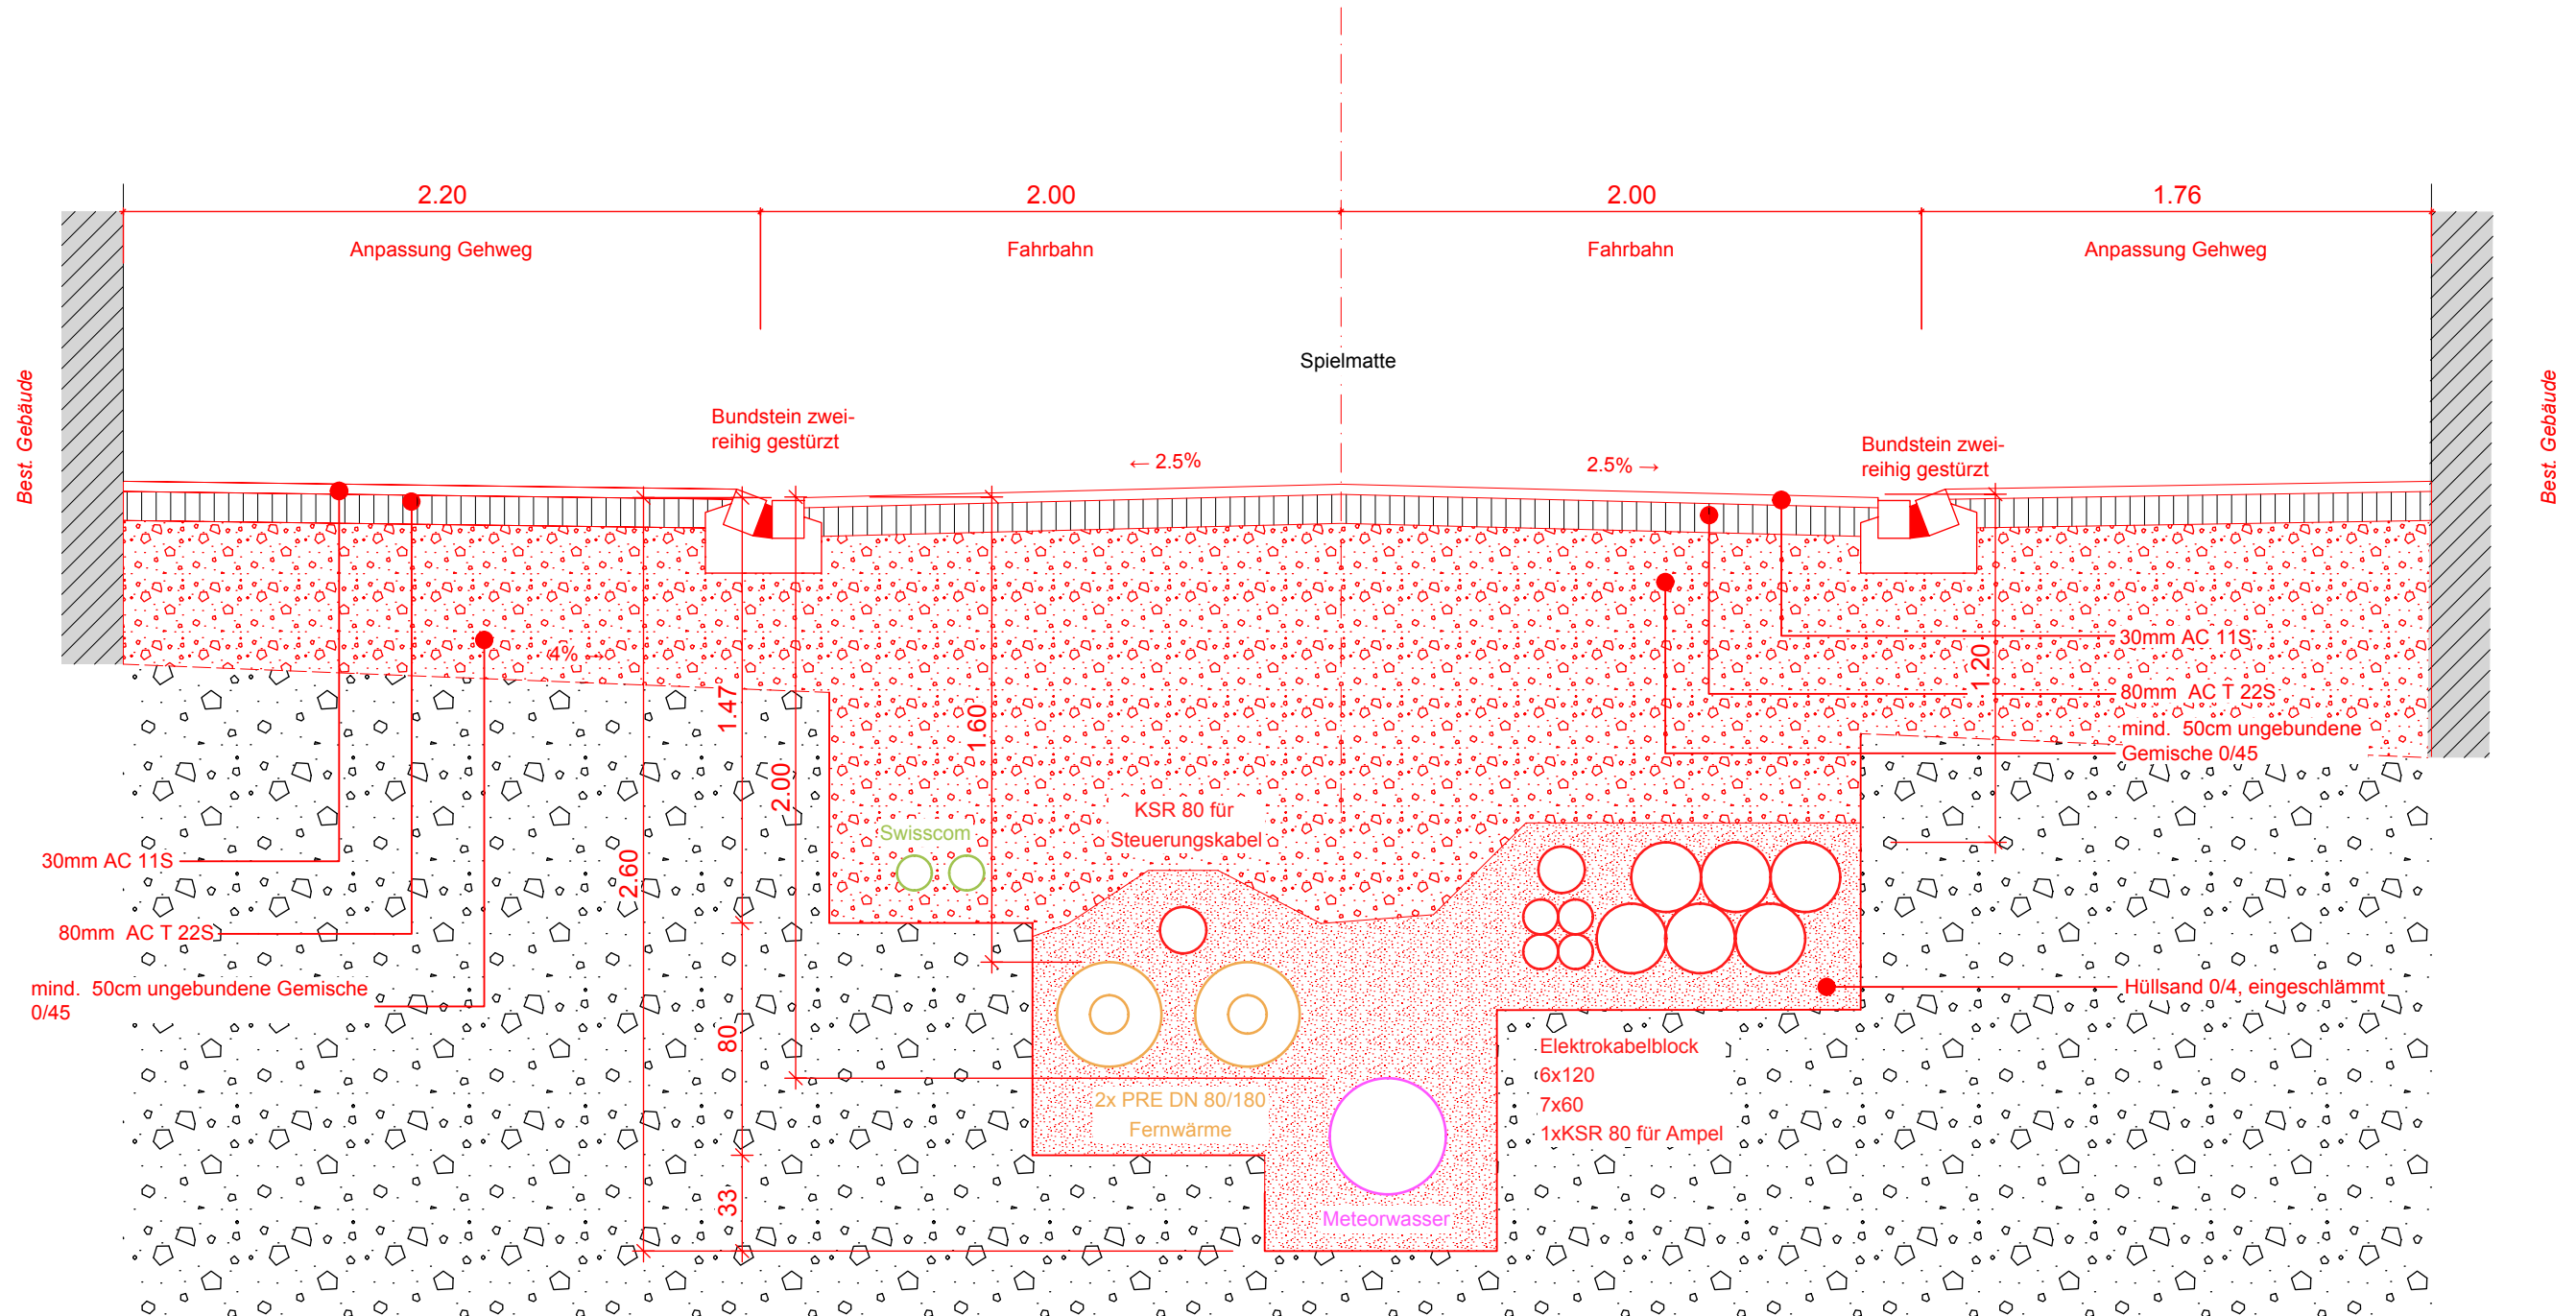 2.20
2.00
2.00
1.76
Anpassung Gehweg
Fahrbahn
Fahrbahn
Anpassung Gehweg
Spielmatte
Best. Gebäude
Best. Gebäude
Bundstein zwei-
reihig gestürzt
← 2.5%
2.5% →
Bundstein zwei-
reihig gestürzt
4% →
1.47
2.00
1.60
2.60
80
33
1.20
30mm AC 11S
80mm AC T 22S
mind. 50cm ungebundene
Gemische 0/45
Swisscom
KSR 80 für
Steuerungskabel
30mm AC 11S
80mm AC T 22S
mind. 50cm ungebundene Gemische
0/45
Hüllsand 0/4, eingeschlämmt
Elektrokabelblock
6x120
7x60
1xKSR 80 für Ampel
2x PRE DN 80/180
Fernwärme
Meteorwasser